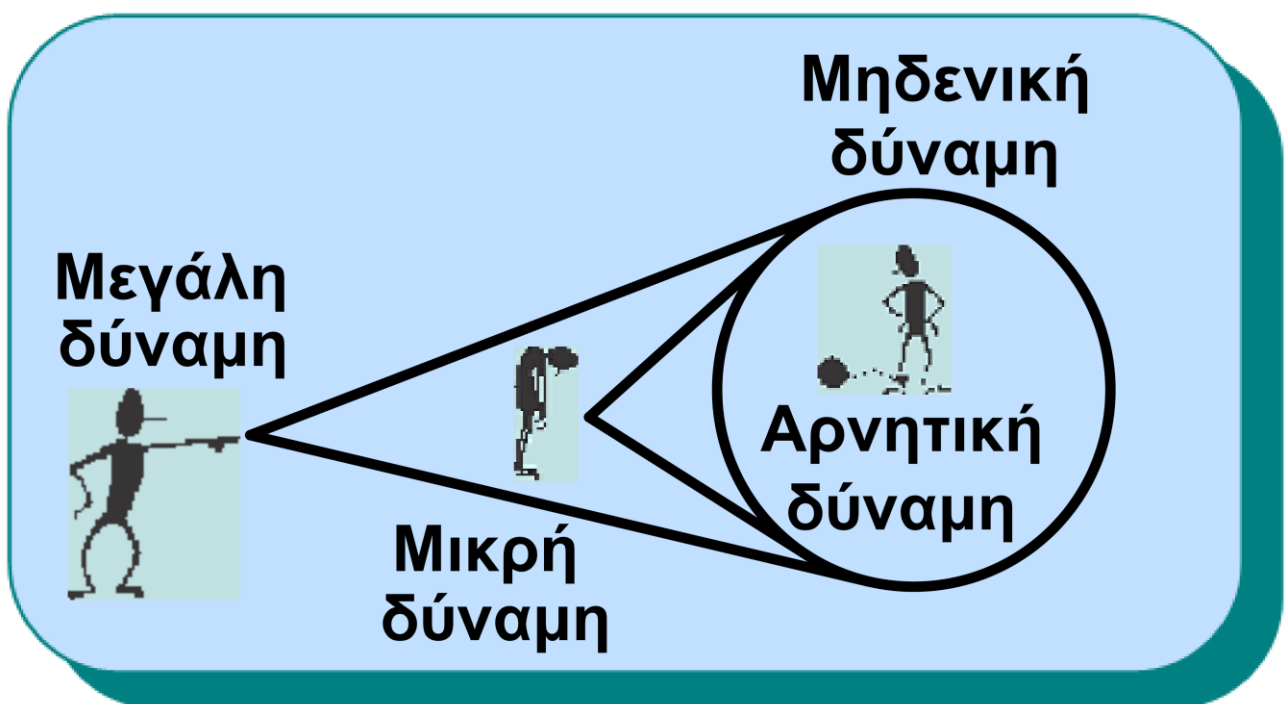 Μηδενική
δύναμη
Μεγάλη
δύναμη
Αρνητική
δύναμη
Μικρή
δύναμη